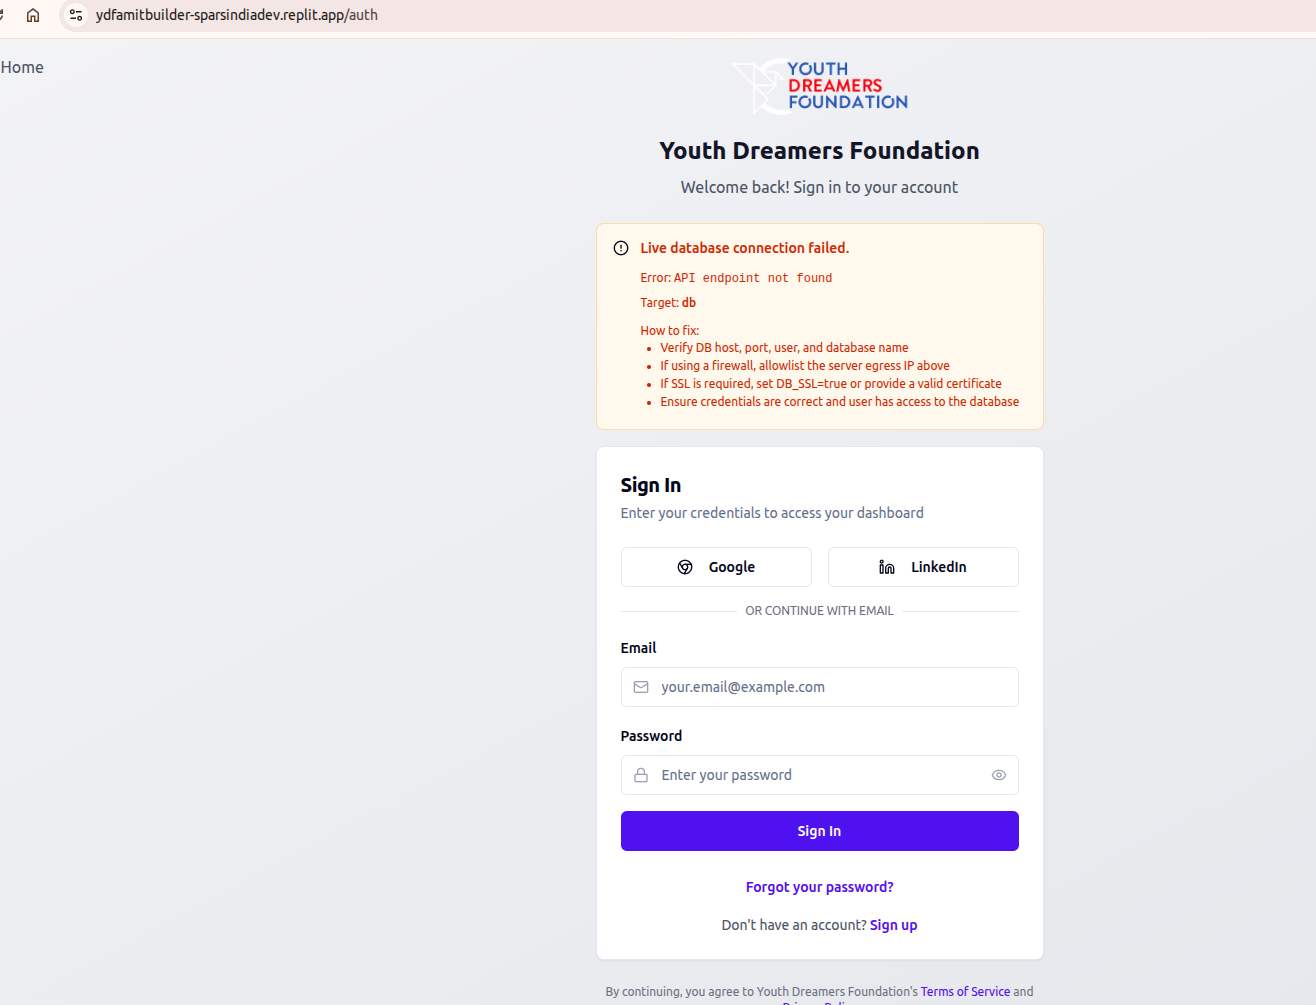 ydfamitbuilder-sparsindiadev.replit.app/auth
Home
YOUTH
DREAMERS
FOUNDATION
Youth Dreamers Foundation
Welcome back! Sign in to your account
Live database connection failed.
Error: API endpoint not found
Target: db
How to fix:
• Verify DB host, port, user, and database name
• If using a firewall, allowlist the server egress IP above
• If SSL is required, set DB_SSL=true or provide a valid certificate
• Ensure credentials are correct and user has access to the database
Sign In
Enter your credentials to access your dashboard
Google
LinkedIn
OR CONTINUE WITH EMAIL
Email
your.email@example.com
Password
Enter your password
Sign In
Forgot your password?
Don't have an account? Sign up
By continuing, you agree to Youth Dreamers Foundation's Terms of Service and